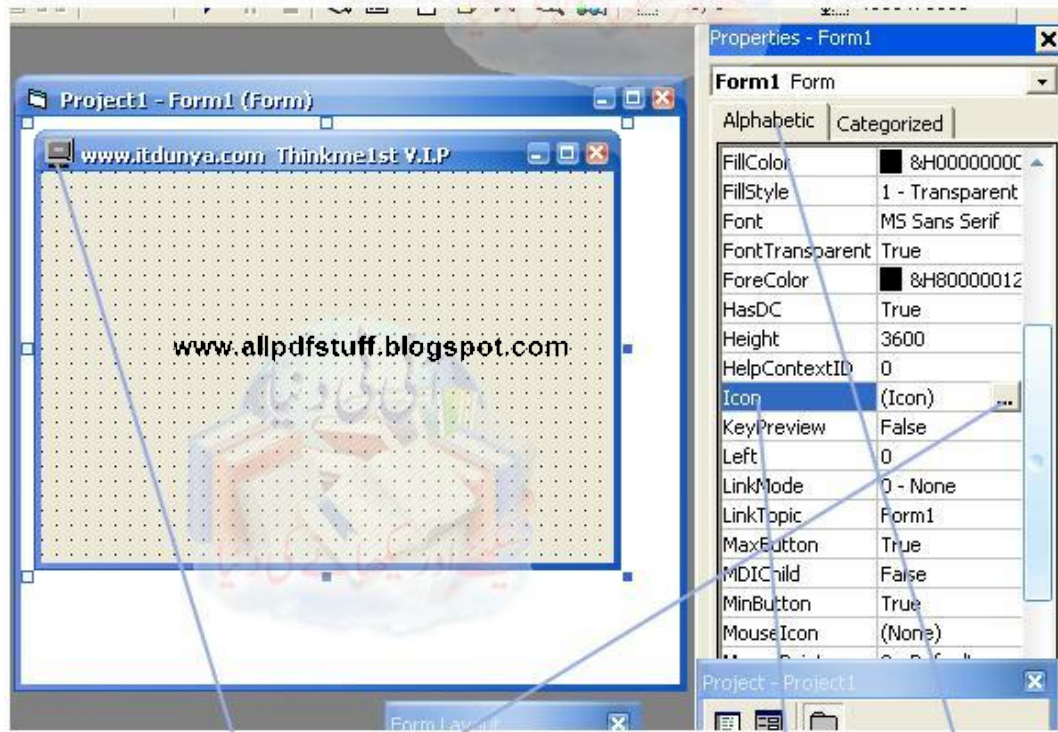 Properties - Form1
Form1 Form
Alphabetic Categorized
Project1 - Form1 (Form)
www.itdunya.com Thinkme1st V.I.P
www.allpdfstuff.blogspot.com
FillColor &H0000000C
FillStyle 1 - Transparent
Font MS Sans Serif
FontTransparent True
ForeColor &H80000012
HasDC True
Height 3600
HelpContextID 0
Icon (Icon) ...
KeyPreview False
Left 0
LinkMode 0 - None
LinkTopic Form1
MaxButton True
MDIChild False
MinButton True
MouseIcon (None)
Project - Project1
Form Layout